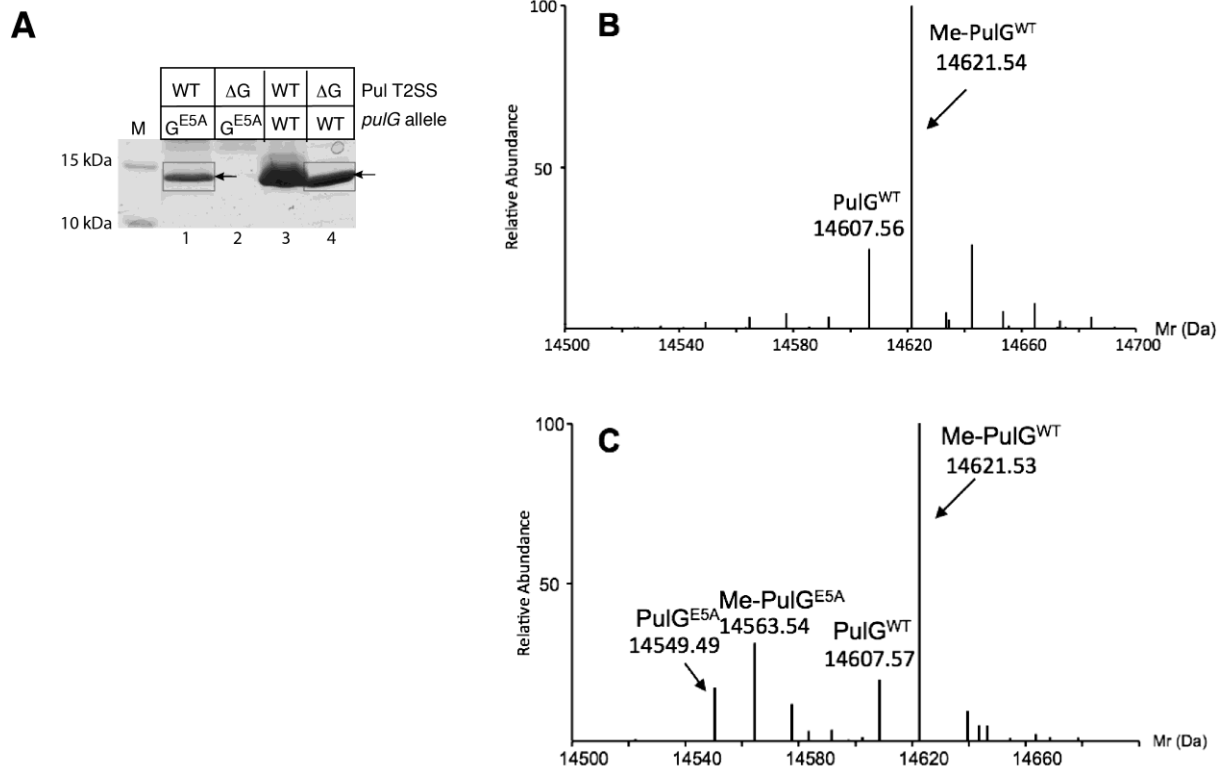 A
WT ΔG WT ΔG Pul T2SS
M G^E5A G^E5A WT WT pulG allele
15 kDa
10 kDa
1 2 3 4
B
100
50
Relative Abundance
Me-PulG^WT
14621.54
PulG^WT
14607.56
14500 14540 14580 14620 14660 14700 Mr (Da)
C
100
50
Relative Abundance
Me-PulG^WT
14621.53
PulG^E5A
14549.49
Me-PulG^E5A
14563.54
PulG^WT
14607.57
14500 14540 14580 14620 14660 Mr (Da)